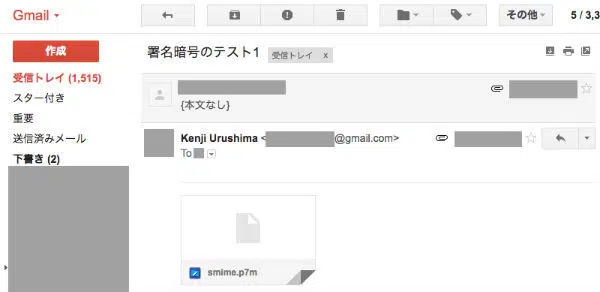 Gmail
その他
5 / 3,3
作成
署名暗号のテスト1 受信トレイ x
受信トレイ (1,515)
スター付き
重要
送信済みメール
下書き (2)
{本文なし}
Kenji Urushima < @gmail.com>
To
smime.p7m